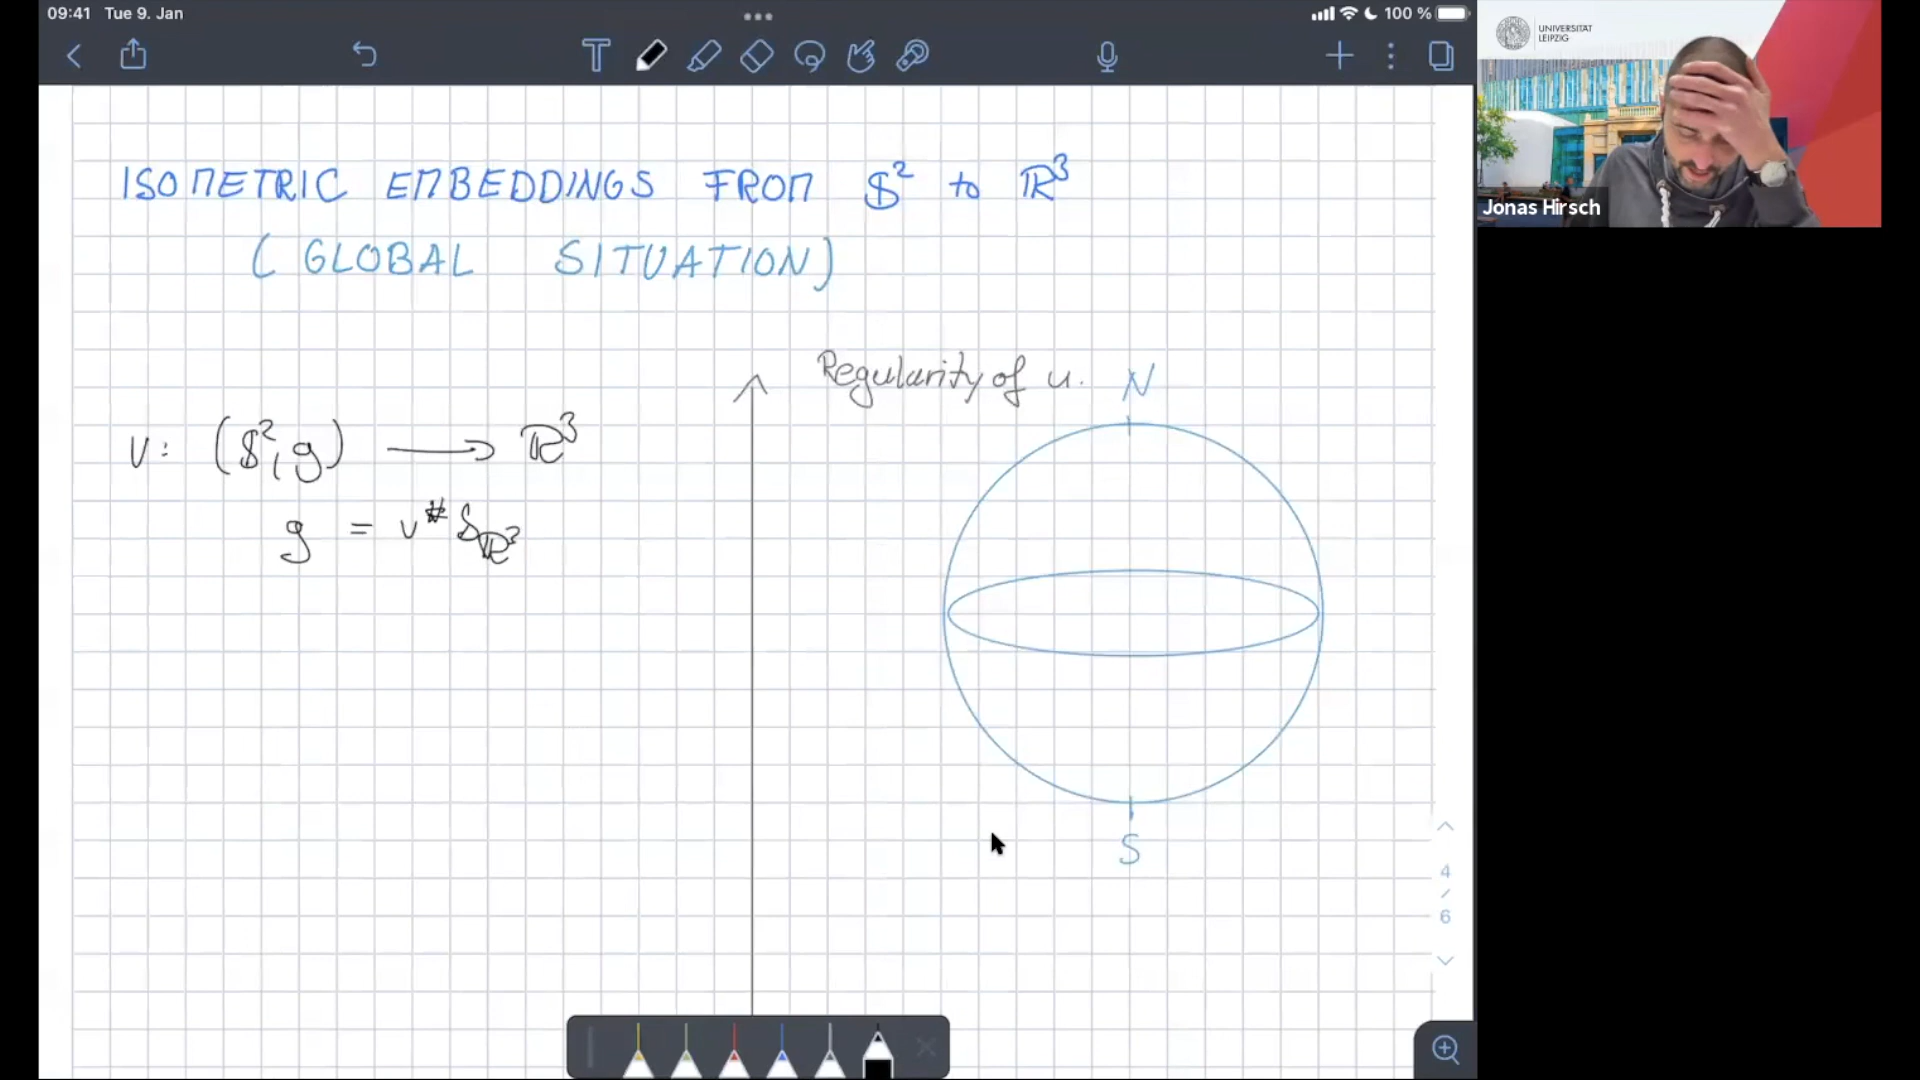 09:41 Tue 9. Jan
100 %
UNIVERSITÄT
LEIPZIG
Jonas Hirsch
ISOMETRIC EMBEDDINGS FROM 𝕊² to ℝ³
(GLOBAL SITUATION)
Regularity of u.
N
v: (𝕊², g) ⟶ ℝ³
g = v^# δ_ℝ³
S
4
/
6